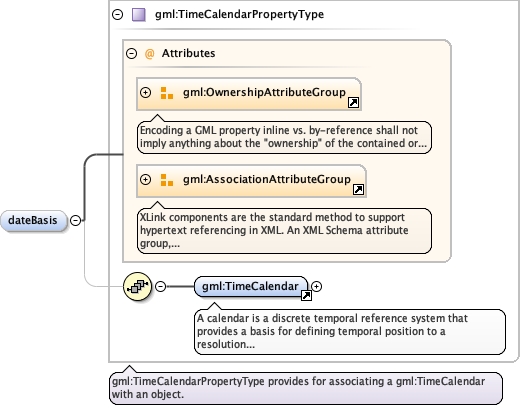 gml:TimeCalendarPropertyType
@ Attributes
gml:OwnershipAttributeGroup
Encoding a GML property inline vs. by-reference shall not
imply anything about the "ownership" of the contained or...
gml:AssociationAttributeGroup
XLink components are the standard method to support
hypertext referencing in XML. An XML Schema attribute
group,...
dateBasis
gml:TimeCalendar
A calendar is a discrete temporal reference system that
provides a basis for defining temporal position to a
resolution...
gml:TimeCalendarPropertyType provides for associating a gml:TimeCalendar
with an object.